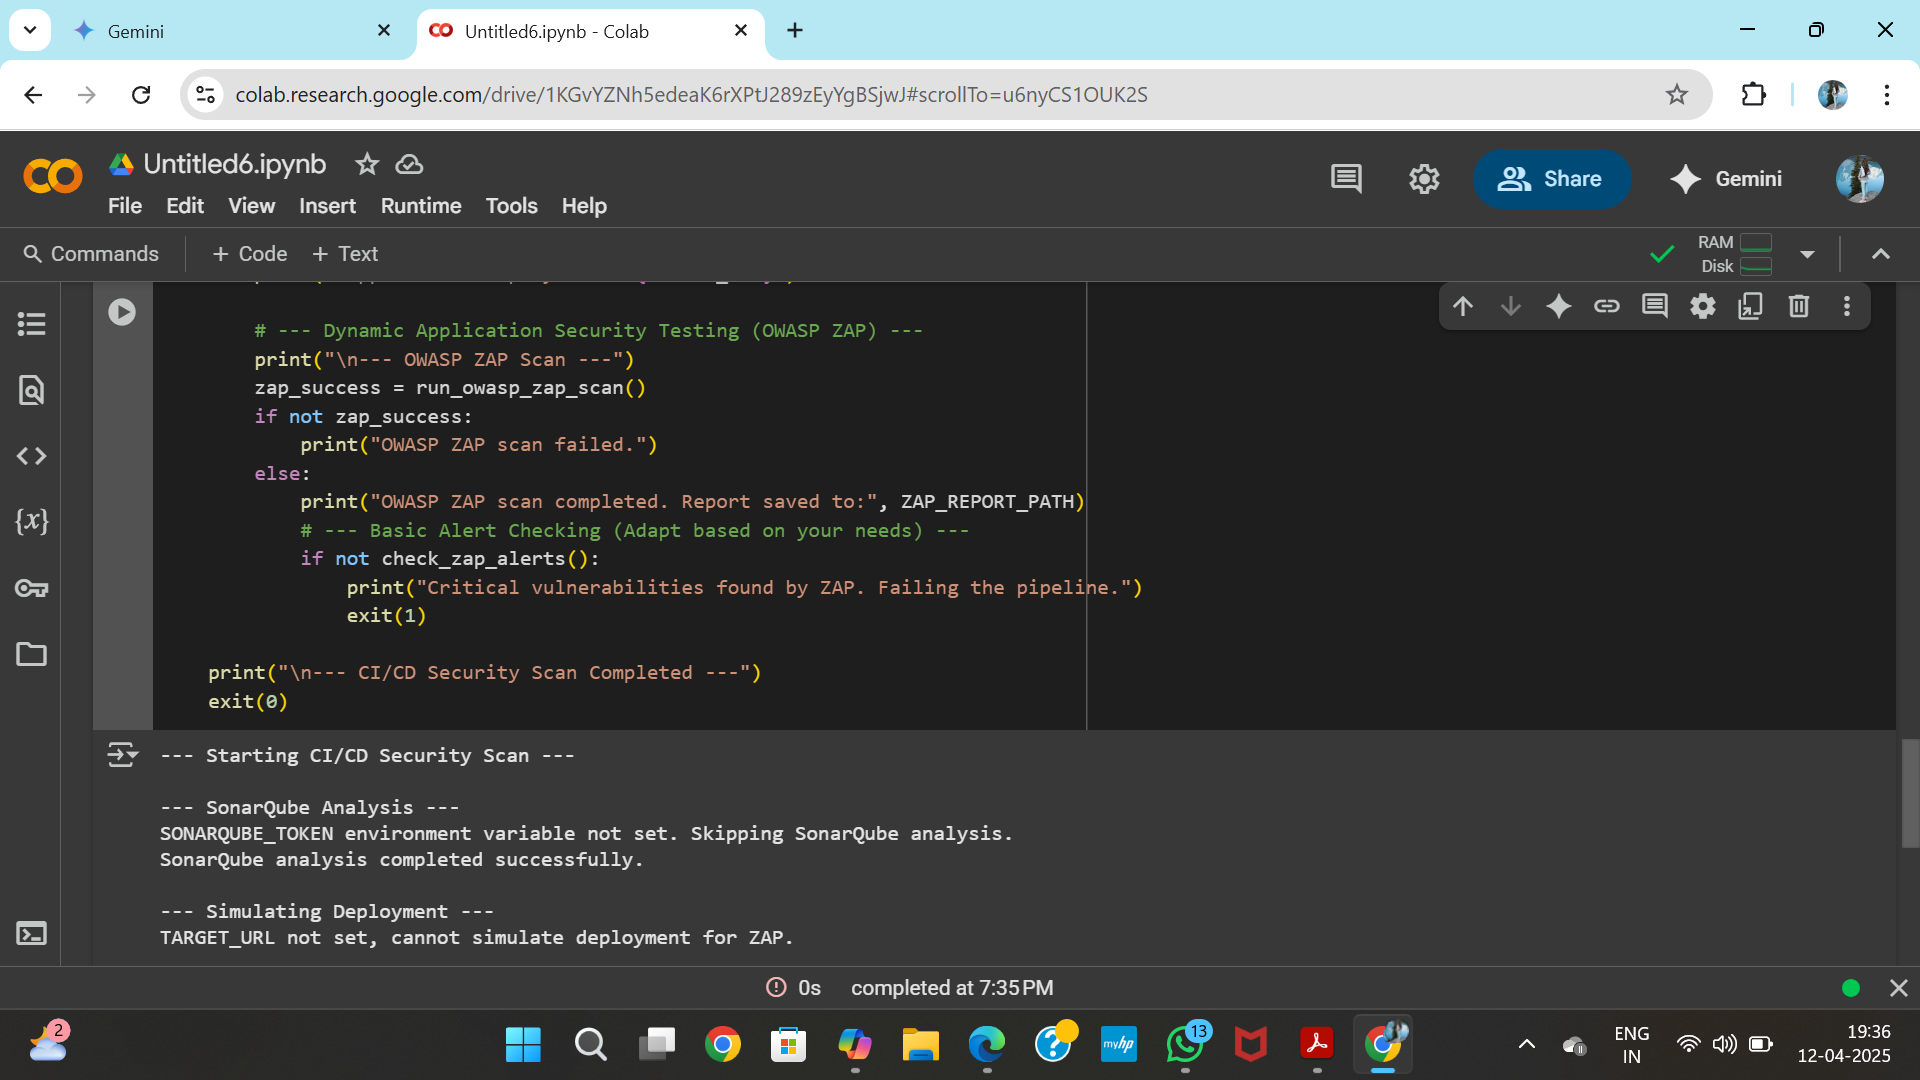 Gemini
Untitled6.ipynb - Colab
colab.research.google.com/drive/1KGvYZNh5edeaK6rXPtJ289zEyYgBSjwJ#scrollTo=u6nyCS1OUK2S
CO
Untitled6.ipynb
Share
Gemini
File Edit View Insert Runtime Tools Help
Commands + Code + Text
RAM
Disk
# --- Dynamic Application Security Testing (OWASP ZAP) ---
print("\n--- OWASP ZAP Scan ---")
zap_success = run_owasp_zap_scan()
if not zap_success:
print("OWASP ZAP scan failed.")
else:
print("OWASP ZAP scan completed. Report saved to:", ZAP_REPORT_PATH)
# --- Basic Alert Checking (Adapt based on your needs) ---
if not check_zap_alerts():
print("Critical vulnerabilities found by ZAP. Failing the pipeline.")
exit(1)
print("\n--- CI/CD Security Scan Completed ---")
exit(0)
--- Starting CI/CD Security Scan ---
--- SonarQube Analysis ---
SONARQUBE_TOKEN environment variable not set. Skipping SonarQube analysis.
SonarQube analysis completed successfully.
--- Simulating Deployment ---
TARGET_URL not set, cannot simulate deployment for ZAP.
0s completed at 7:35 PM
2
myhp
13
ENG
IN
19:36
12-04-2025